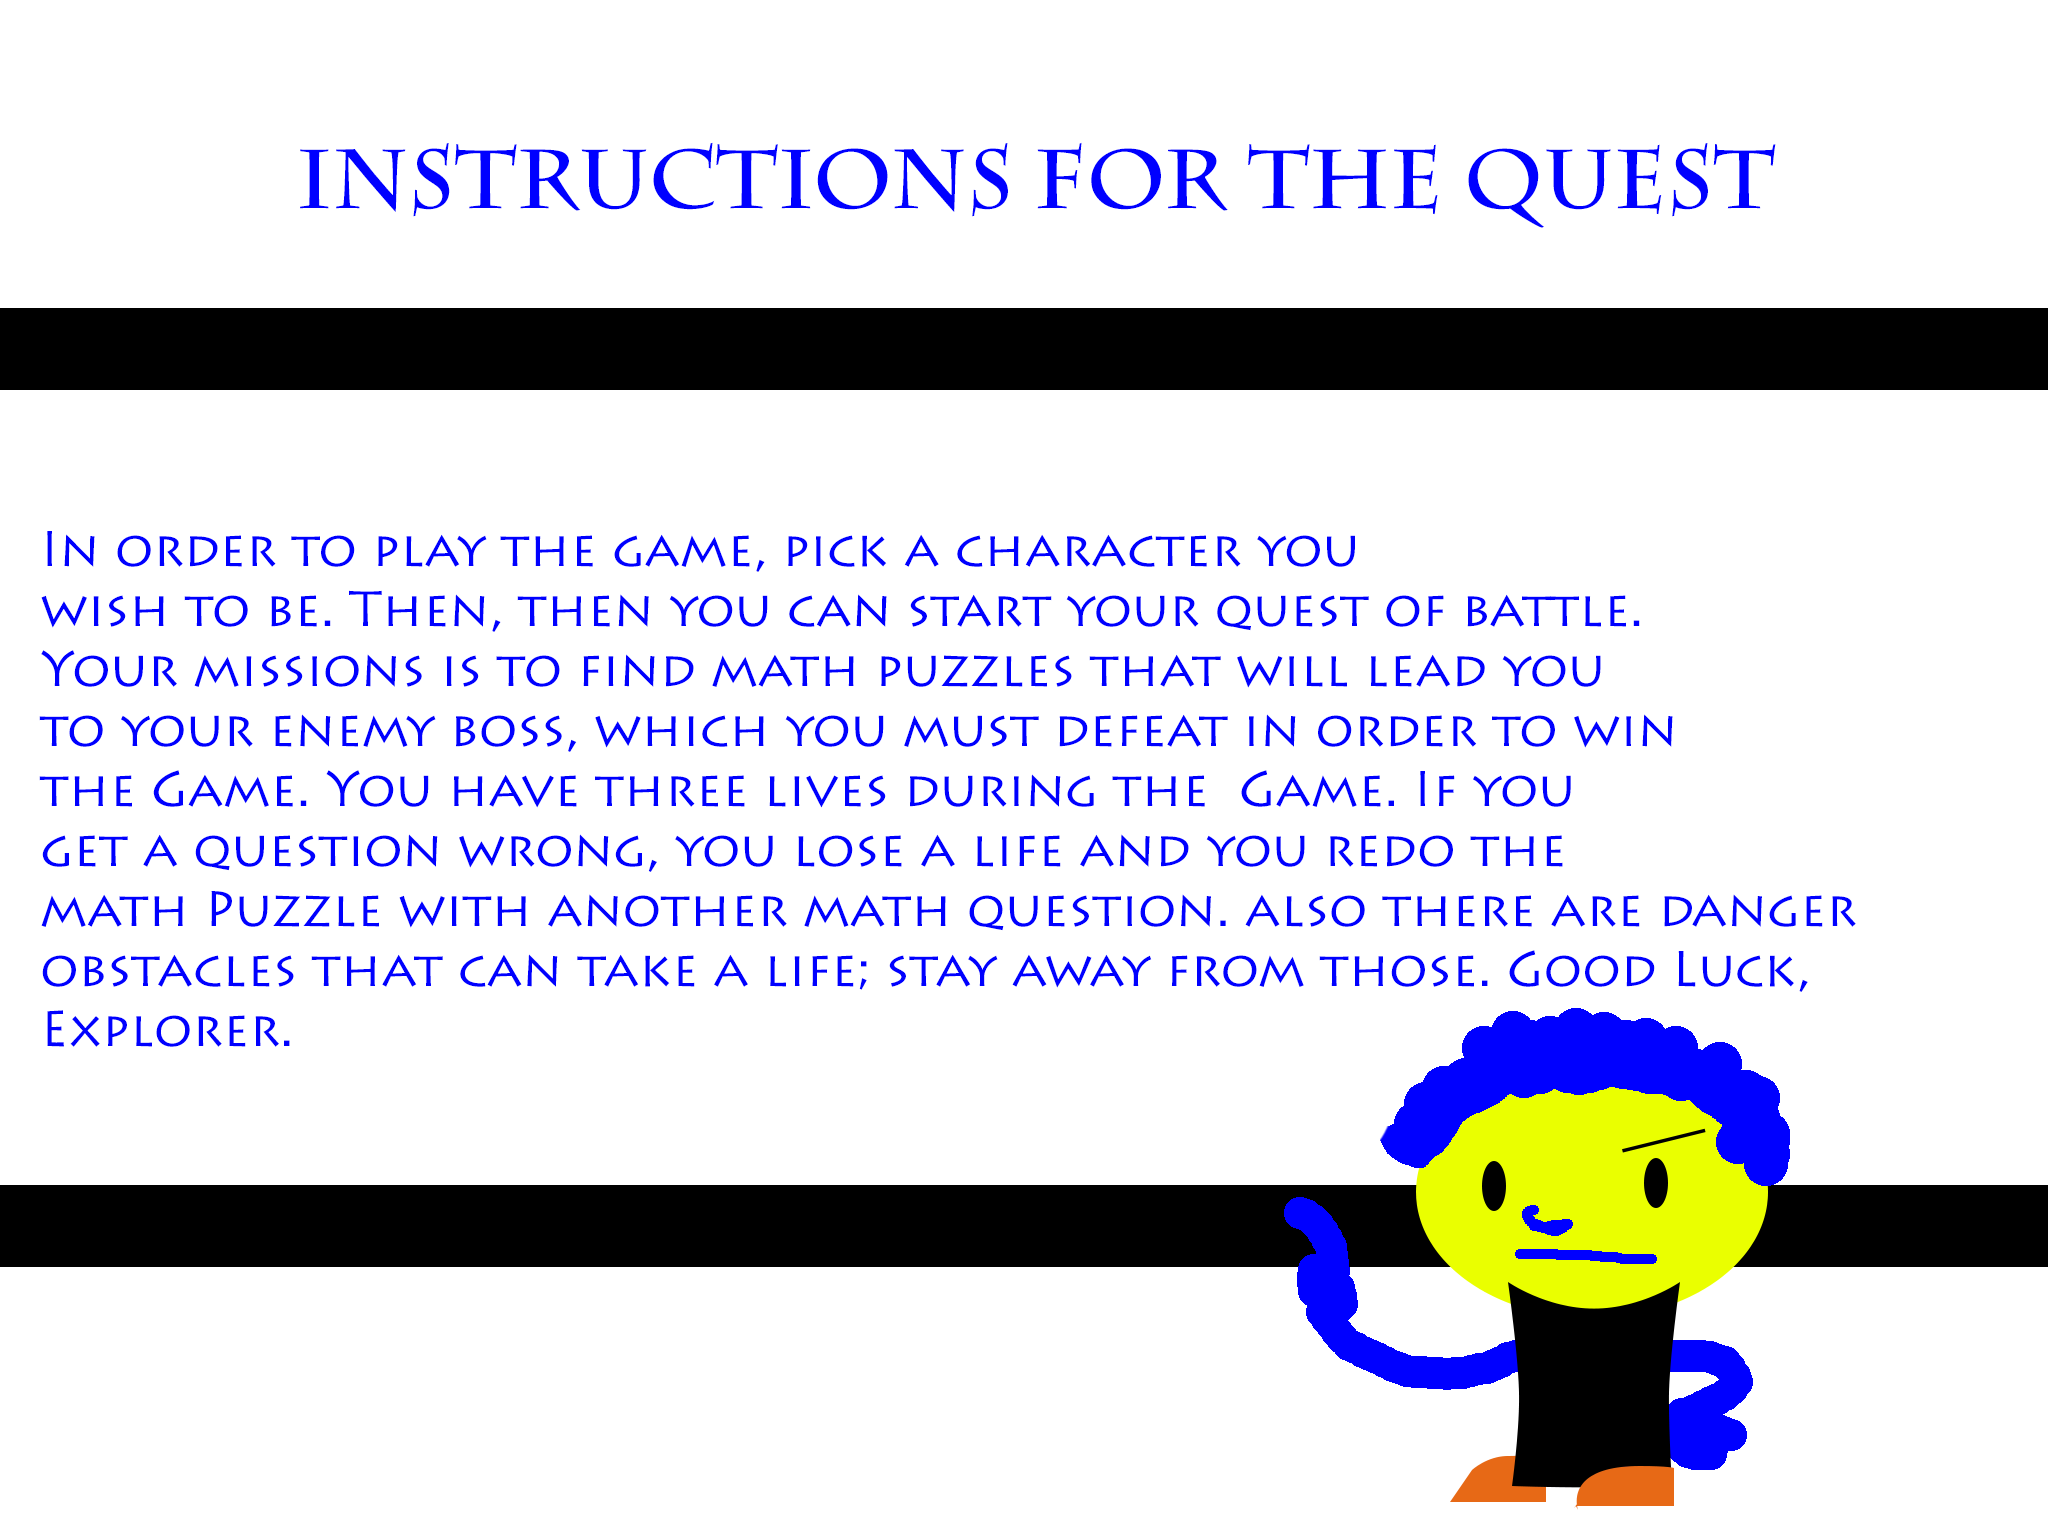 INSTRUCTIONS FOR THE QUEST
In order to play the game, pick a character you
wish to be. Then, then you can start your quest of battle.
Your missions is to find math puzzles that will lead you
to your enemy boss, which you must defeat in order to win
the Game. You have three lives during the  Game. If you
get a question wrong, you lose a life and you redo the
math Puzzle with another math question. also there are danger
obstacles that can take a life; stay away from those. Good Luck,
Explorer.